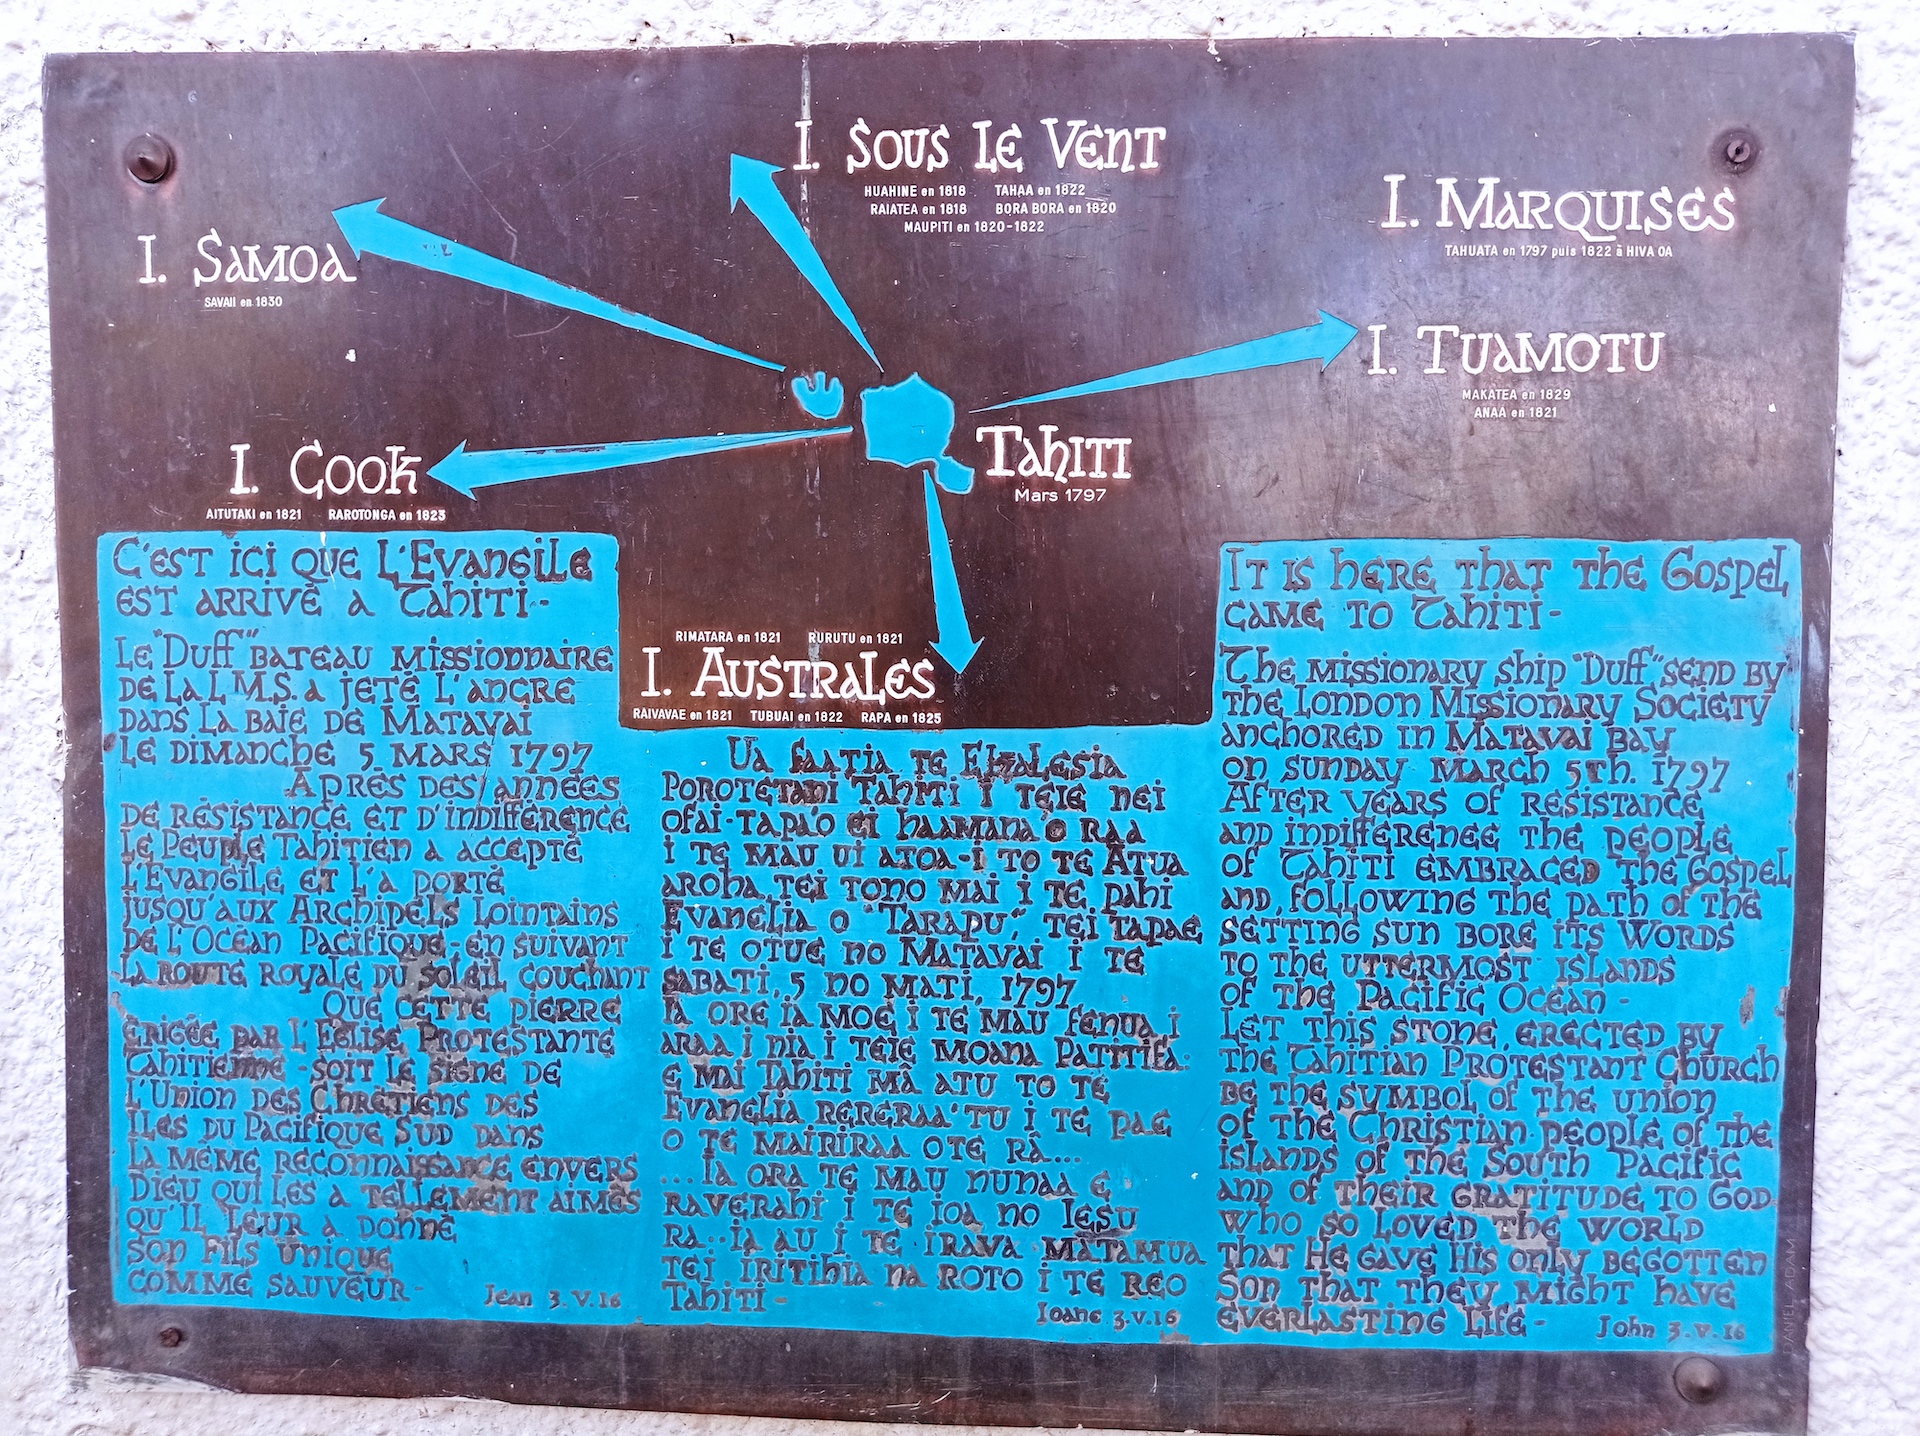 I. SOUS LE VENT
HUAHINE en 1818 TAHAA en 1822
RAIATEA en 1818 BORA BORA en 1820
MAUPITI en 1820-1822
I. MARQUISES
TAHUATA en 1797 puis 1822 à HIVA OA
I. SAMOA
SAVAII en 1830
I. TUAMOTU
MAKATEA en 1829
ANAA en 1821
I. COOK
AITUTAKI en 1821 RAROTONGA en 1823
TAHITI
Mars 1797
RIMATARA en 1821 RURUTU en 1821
I. AUSTRALES
RAIVAVAE en 1821 TUBUAI en 1822 RAPA en 1825
C'EST ICI QUE L'EVANGILE
EST ARRIVÉ A TAHITI-
LE "DUFF" BATEAU MISSIONNAIRE
DE LA L.M.S. A JETÉ L'ANCRE
DANS LA BAIE DE MATAVAI
LE DIMANCHE 5 MARS 1797
APRÈS DES ANNÉES
DE RÉSISTANCE ET D'INDIFFÉRENCE
LE PEUPLE TAHITIEN A ACCEPTÉ
L'EVANGILE ET L'A PORTÉ
JUSQU'AUX ARCHIPELS LOINTAINS
DE L'OCÉAN PACIFIQUE-EN SUIVANT
LA ROUTE ROYALE DU SOLEIL COUCHANT
QUE CETTE PIERRE
ÉRIGÉE PAR L'ÉGLISE PROTESTANTE
TAHITIENNE-SOIT LE SIGNE DE
L'UNION DES CHRÉTIENS DES
ILES DU PACIFIQUE SUD DANS
LA MÊME RECONNAISSANCE ENVERS
DIEU QUI LES A TELLEMENT AIMÉS
QU'IL LEUR A DONNÉ
SON FILS UNIQUE
COMME SAUVEUR-
Jean 3.V.16
UA FAATIA TE EKALESIA
POROTETANI TAHITI I TEIE NEI
OFAI-TAPA'O EI HAAMANA'O RAA
I TE MAU UI ATOA-I TO TE ATUA
AROHA, TEI TONO MAI I TE PAHI
EVANELIA O "TARAPU", TEI TAPAE
I TE OTUE NO MATAVAI I TE
SABATI, 5 NO MATI, 1797
IA ORE IA MOE I TE MAU FENUA I
ARAA I NIA I TEIE MOANA PATITIFA:
E MAI TAHITI MÂ ATU TO TE
EVANELIA RERERAA'TU I TE PAE
O TE MAIRIRAA OTE RÂ...
...IA ORA TE MAU NUNAA E
RAVERAHI I TE IOA NO IESU
RA: IA AU I TE IRAVA MATAMUA
TEI IRITIHIA NA ROTO I TE REO
TAHITI-
Ioane 3.V.16
IT IS HERE THAT THE GOSPEL
CAME TO TAHITI-
THE MISSIONARY SHIP "DUFF" SEND BY
THE LONDON MISSIONARY SOCIETY
ANCHORED IN MATAVAI BAY
ON SUNDAY MARCH 5TH. 1797
AFTER YEARS OF RESISTANCE
AND INDIFFERENEE THE PEOPLE
OF TAHITI EMBRACED THE GOSPEL
AND, FOLLOWING THE PATH OF THE
SETTING SUN BORE ITS WORDS
TO THE UTTERMOST ISLANDS
OF THE PACIFIC OCEAN-
LET THIS STONE, ERECTED BY
THE TAHITIAN PROTESTANT CHURCH
BE THE SYMBOL OF THE UNION
OF THE CHRISTIAN PEOPLE OF THE
ISLANDS OF THE SOUTH PACIFIC
AND OF THEIR GRATITUDE TO GOD
WHO SO LOVED THE WORLD
THAT HE GAVE HIS ONLY BEGOTTEN
SON THAT THEY MIGHT HAVE
EVERLASTING LIFE-
John 3.V.16
DANIEL ADAM